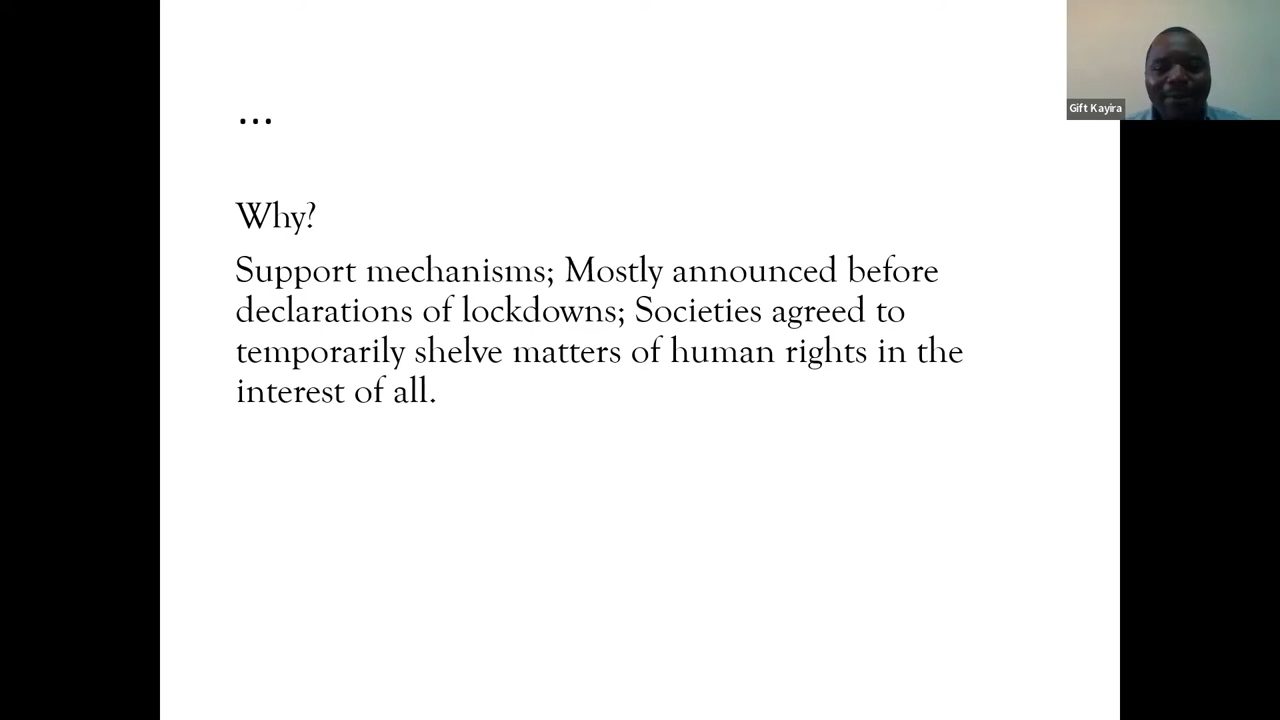 ...
Gift Kayira
Why?
Support mechanisms; Mostly announced before
declarations of lockdowns; Societies agreed to
temporarily shelve matters of human rights in the
interest of all.